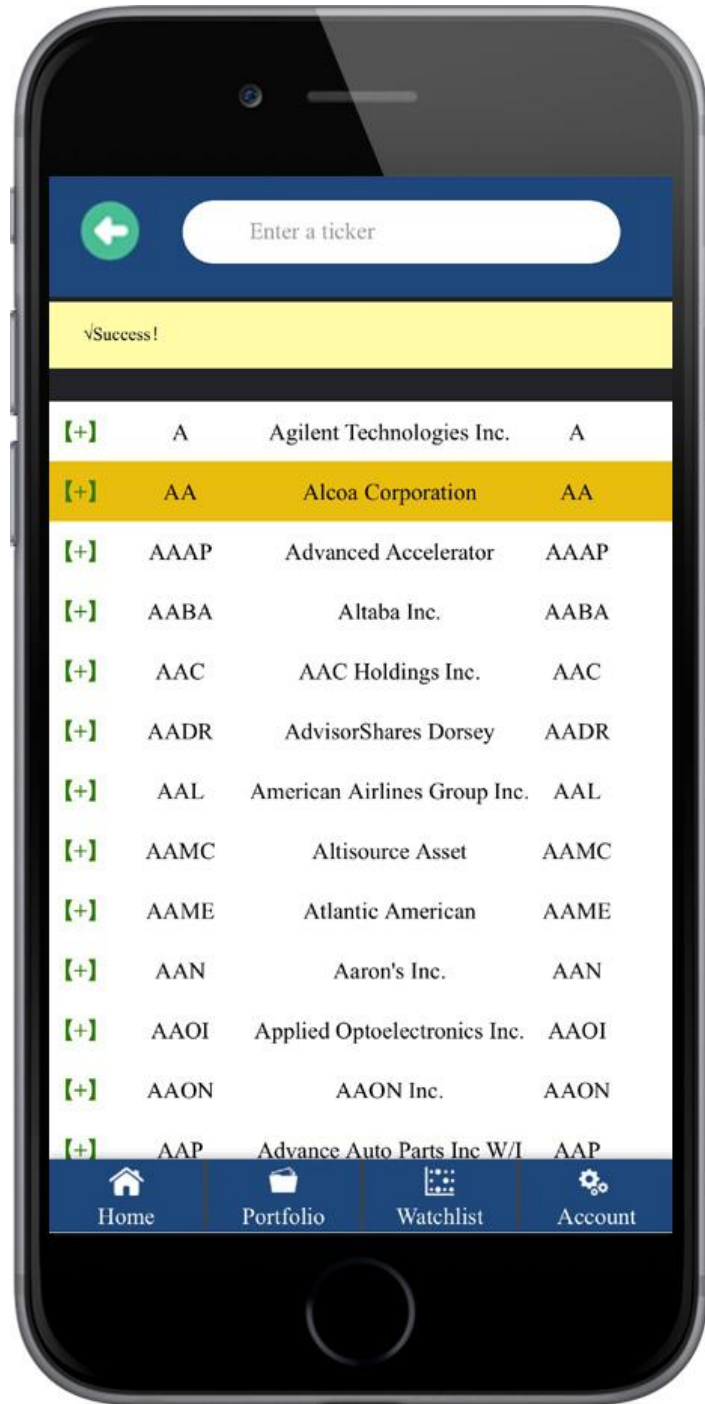 Enter a ticker
√Success!
【+】 A Agilent Technologies Inc. A
【+】 AA Alcoa Corporation AA
【+】 AAAP Advanced Accelerator AAAP
【+】 AABA Altaba Inc. AABA
【+】 AAC AAC Holdings Inc. AAC
【+】 AADR AdvisorShares Dorsey AADR
【+】 AAL American Airlines Group Inc. AAL
【+】 AAMC Altisource Asset AAMC
【+】 AAME Atlantic American AAME
【+】 AAN Aaron's Inc. AAN
【+】 AAOI Applied Optoelectronics Inc. AAOI
【+】 AAON AAON Inc. AAON
【+】 AAP Advance Auto Parts Inc W/I AAP
Home Portfolio Watchlist Account